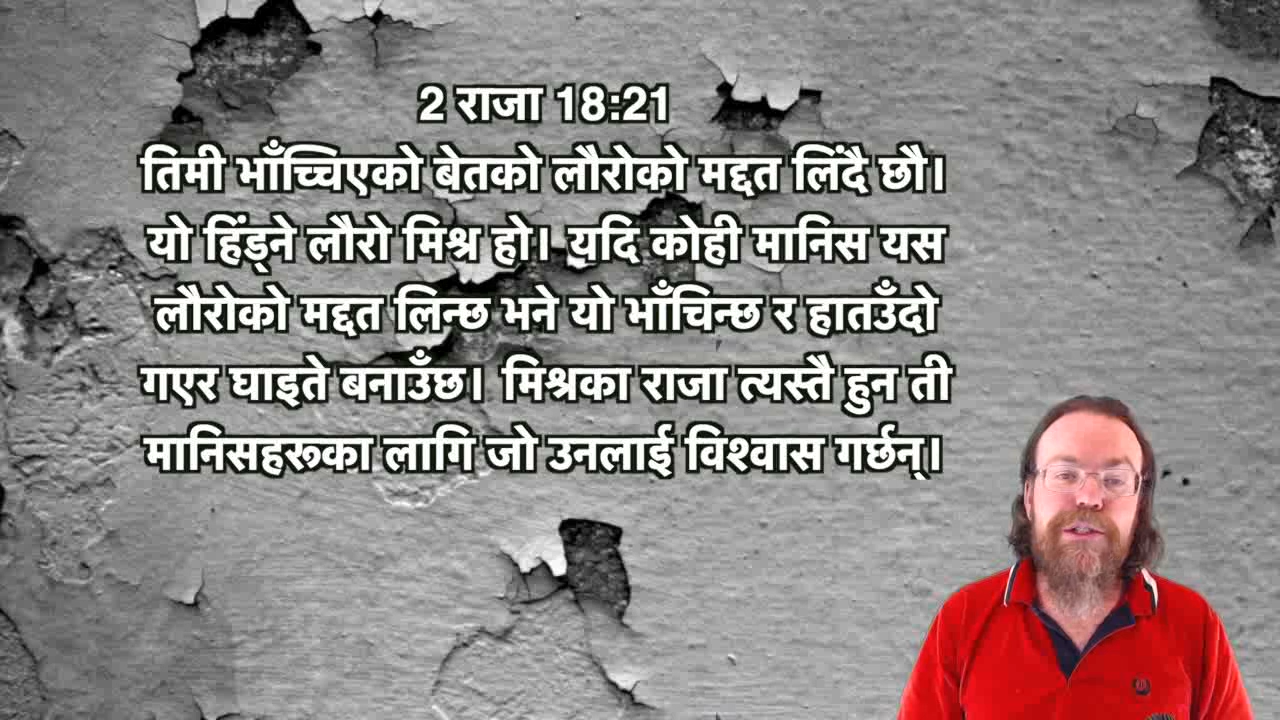 2 राजा 18:21
तिमी भाँच्चिएको बेतको लौरोको मद्दत लिंदै छौ।
यो हिंड्ने लौरो मिश्र हो। यदि कोही मानिस यस
लौरोको मद्दत लिन्छ भने यो भाँचिन्छ र हातउँदो
गएर घाइते बनाउँछ। मिश्रका राजा त्यस्तै हुन ती
मानिसहरूका लागि जो उनलाई विश्वास गर्छन्।